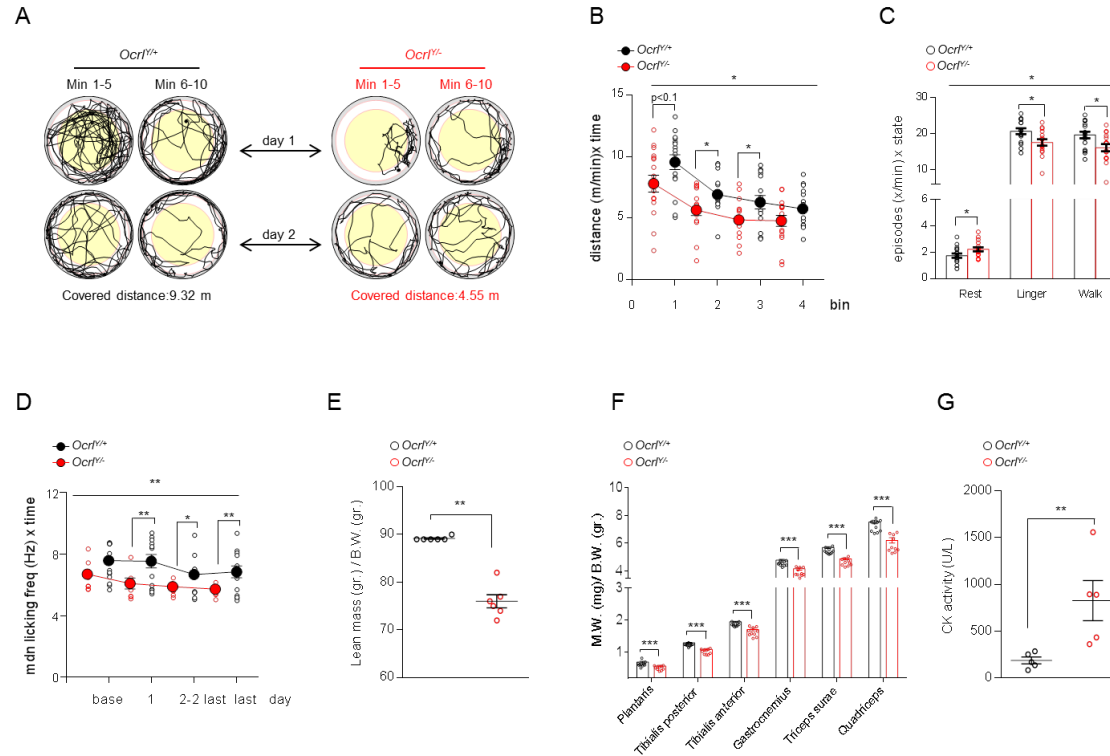 A
Ocrl^Y/+
Ocrl^Y/-
Min 1-5
Min 6-10
Min 1-5
Min 6-10
day 1
day 2
Covered distance:9.32 m
Covered distance:4.55 m
B
Ocrl^Y/+
Ocrl^Y/-
*
p<0.1
*
*
distance (m/min)x time
15
10
5
0
0
1
2
3
4
bin
C
Ocrl^Y/+
Ocrl^Y/-
*
*
*
*
episodes (x/min) x state
30
20
10
4
2
0
Rest
Linger
Walk
D
Ocrl^Y/+
Ocrl^Y/-
**
**
*
**
mdn licking freq (Hz) x time
12
8
4
0
base
1
2-2 last
last
day
E
Ocrl^Y/+
Ocrl^Y/-
**
Lean mass (gr.) / B.W. (gr.)
90
80
70
60
F
Ocrl^Y/+
Ocrl^Y/-
***
***
***
***
***
***
M.W. (mg)/ B.W. (gr.)
8
6
4
2
1
Plantaris
Tibialis posterior
Tibialis anterior
Gastrocnemius
Triceps surae
Quadriceps
G
Ocrl^Y/+
Ocrl^Y/-
**
CK activity (U/L)
2000
1500
1000
500
0